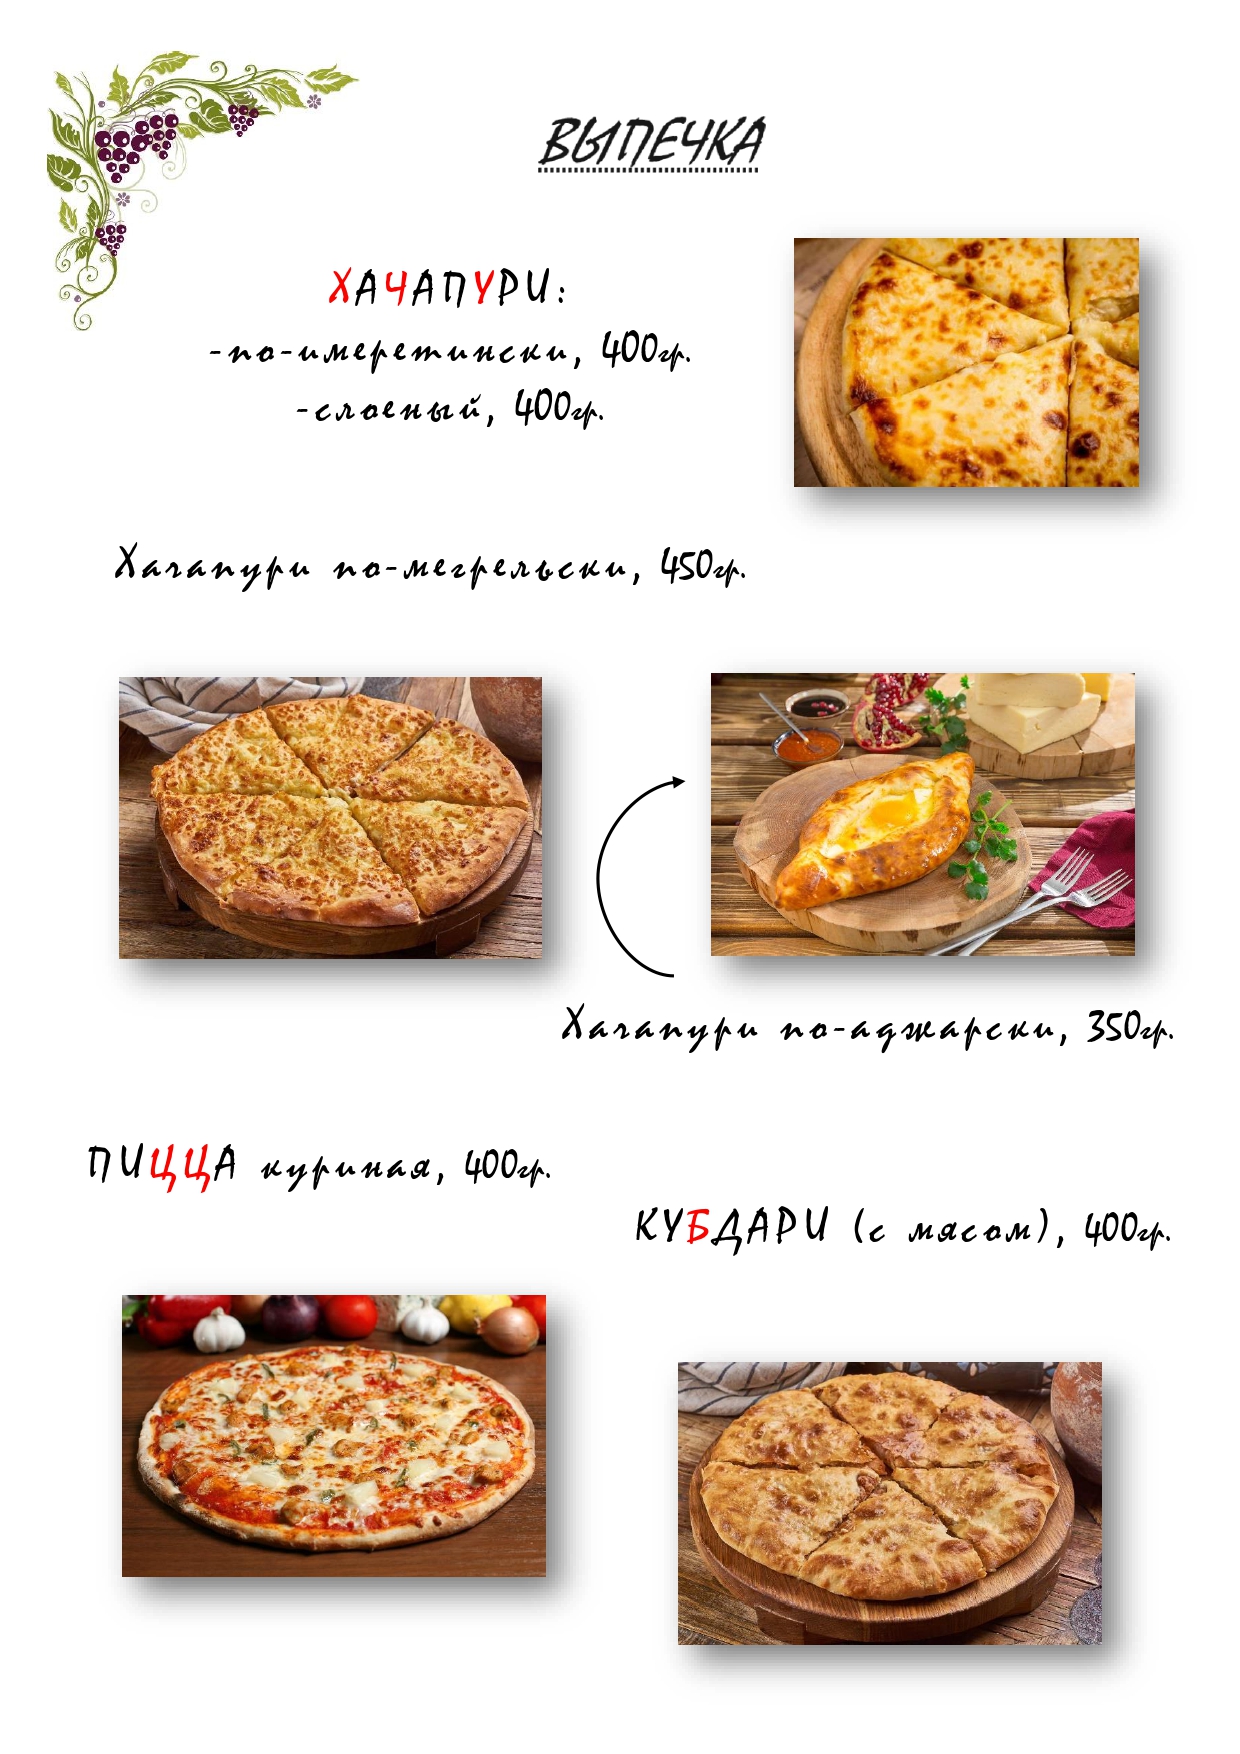 ВЫПЕЧКА
ХАЧАПУРИ:
-по-имеретински, 400гр.
-слоеный, 400гр.
Хачапури по-мегрельски, 450гр.
Хачапури по-аджарски, 350гр.
ПИЦЦА куриная, 400гр.
КУБДАРИ (с мясом), 400гр.